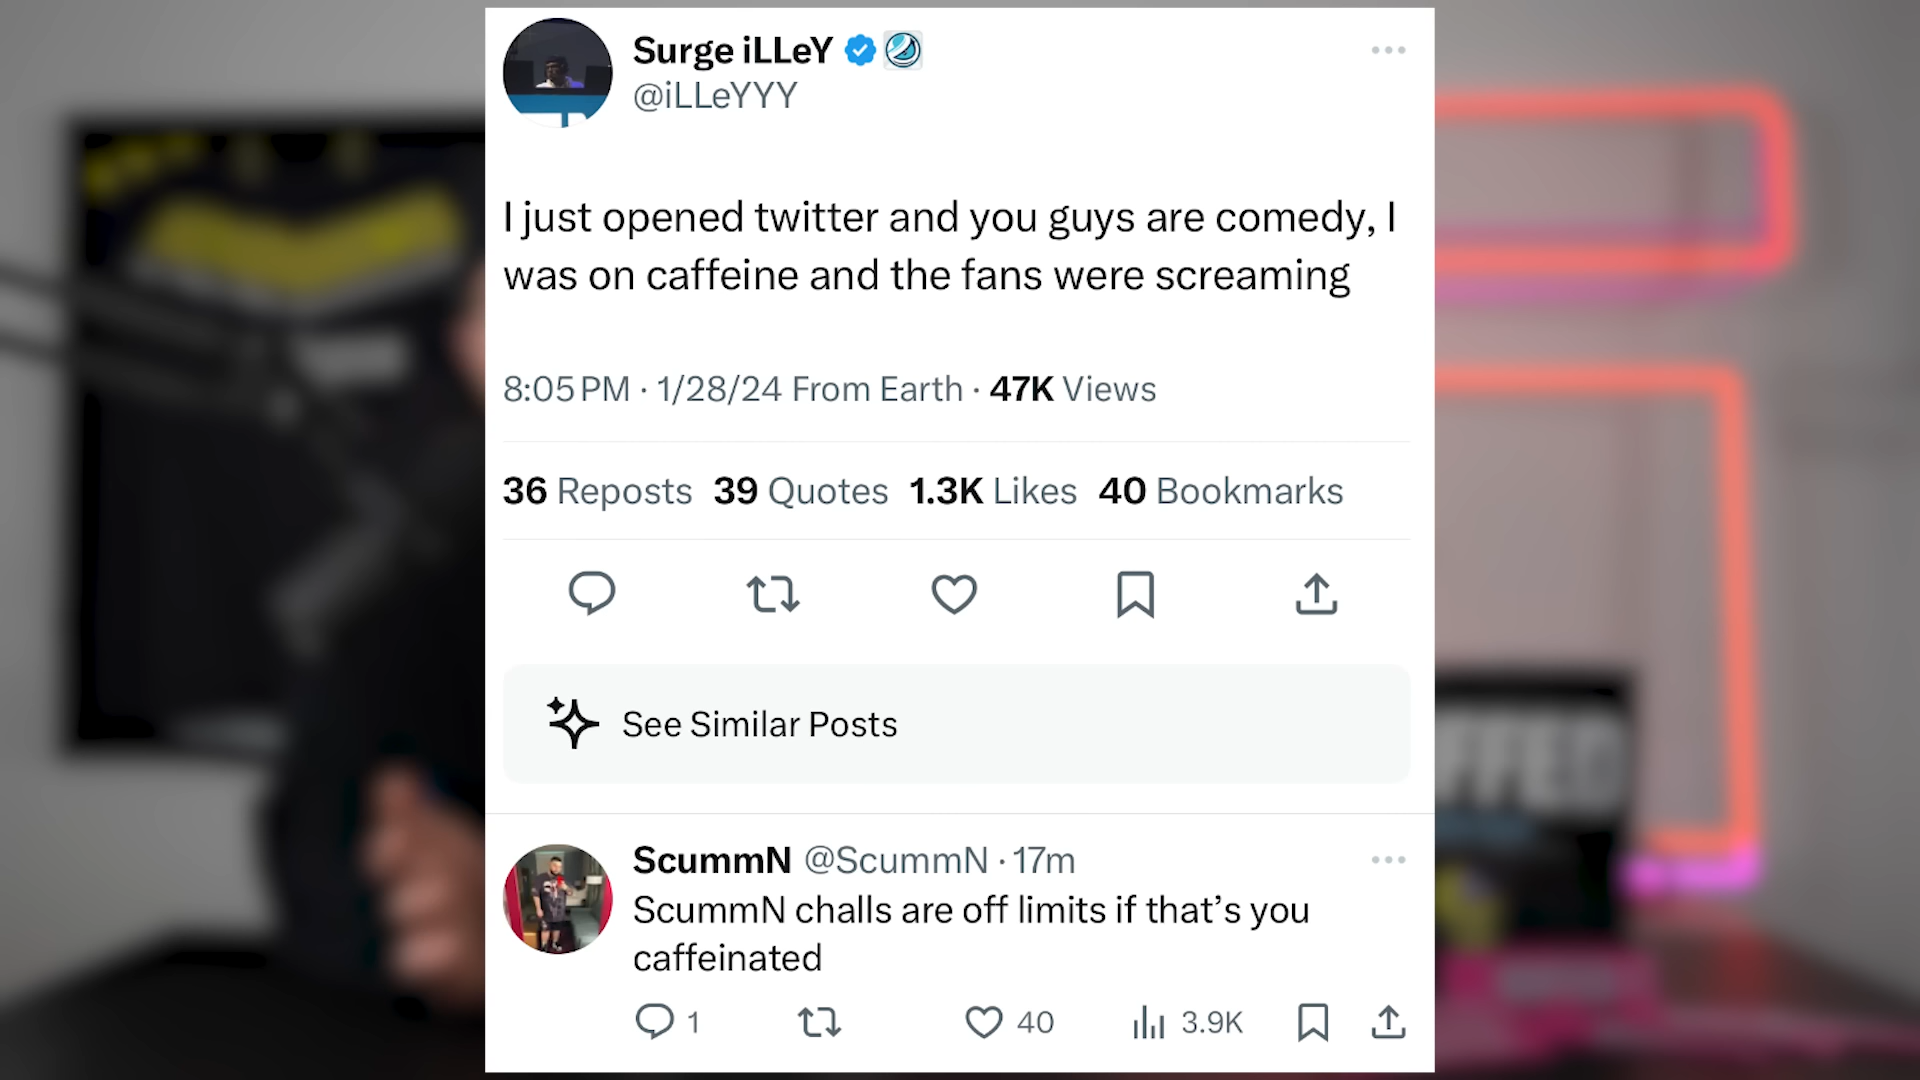 Surge iLLeY
@iLLeYYY
I just opened twitter and you guys are comedy, I
was on caffeine and the fans were screaming
8:05 PM · 1/28/24 From Earth · 47K Views
36 Reposts 39 Quotes 1.3K Likes 40 Bookmarks
See Similar Posts
ScummN @ScummN · 17m
ScummN challs are off limits if that’s you
caffeinated
1 40 3.9K
FFED